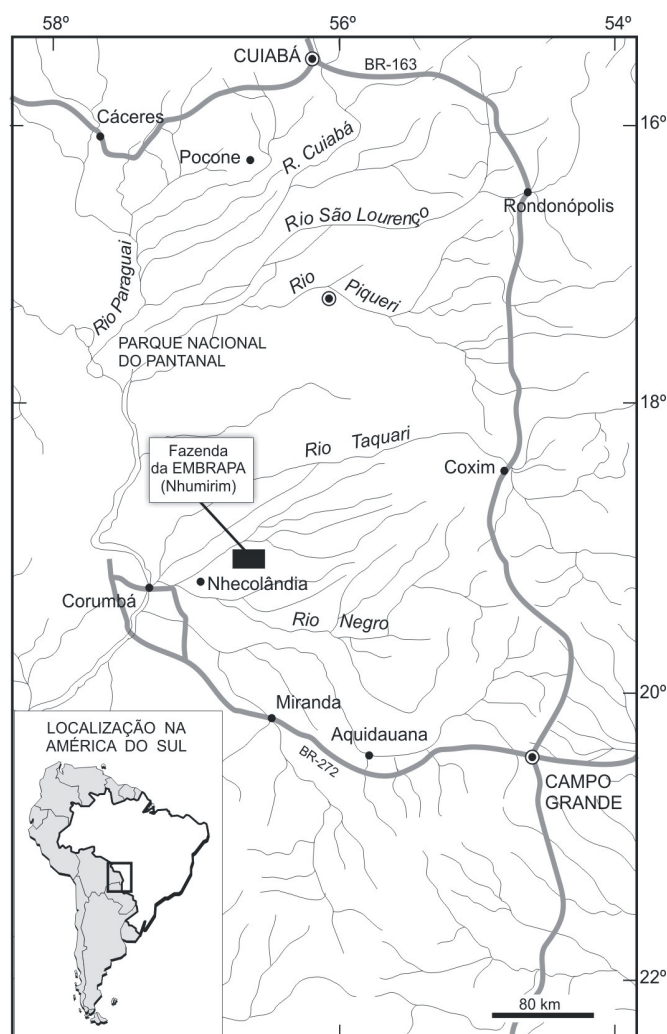 58º
56º
54º
CUIABÁ
BR-163
Cáceres
16º
Pocone
R. Cuiabá
Rondonópolis
Rio São Lourenço
Rio Paraguai
Rio Piqueri
PARQUE NACIONAL
DO PANTANAL
18º
Fazenda
da EMBRAPA
(Nhumirim)
Rio Taquari
Coxim
Nhecolândia
Corumbá
Rio Negro
20º
Miranda
Aquidauana
BR-272
LOCALIZAÇÃO NA
AMÉRICA DO SUL
CAMPO
GRANDE
22º
80 km